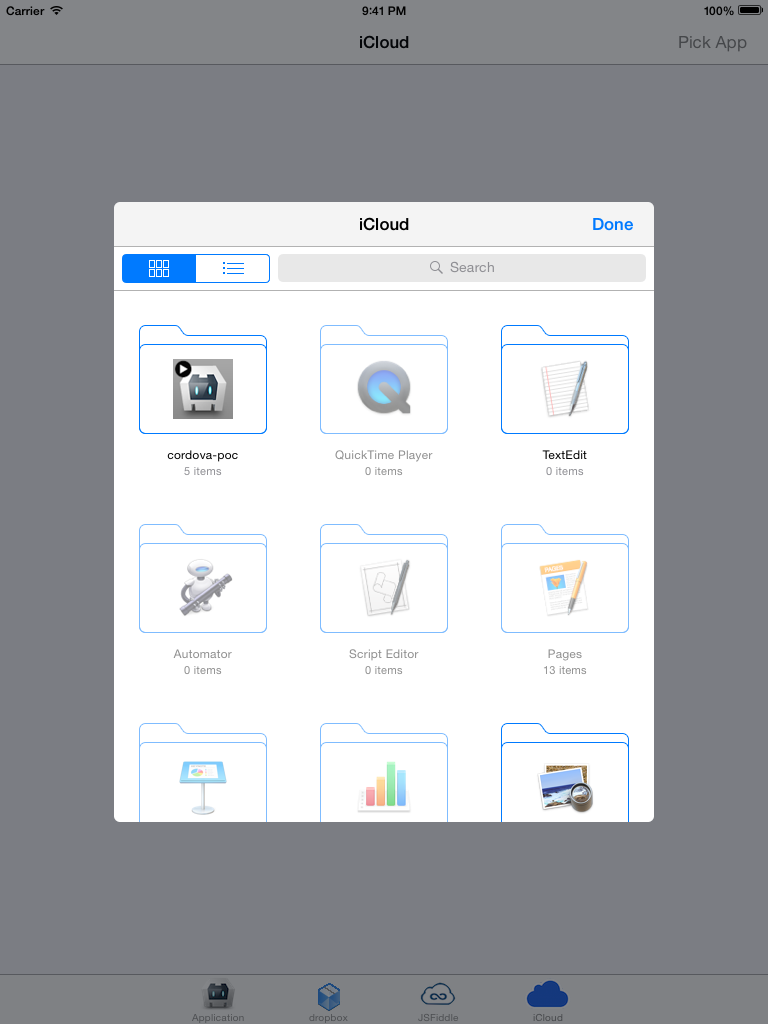 Carrier 9:41 PM 100%
iCloud Pick App
iCloud Done
Search
cordova-poc QuickTime Player TextEdit
5 items 0 items 0 items
PAGES
Automator Script Editor Pages
0 items 0 items 13 items
Application dropbox JSFiddle iCloud